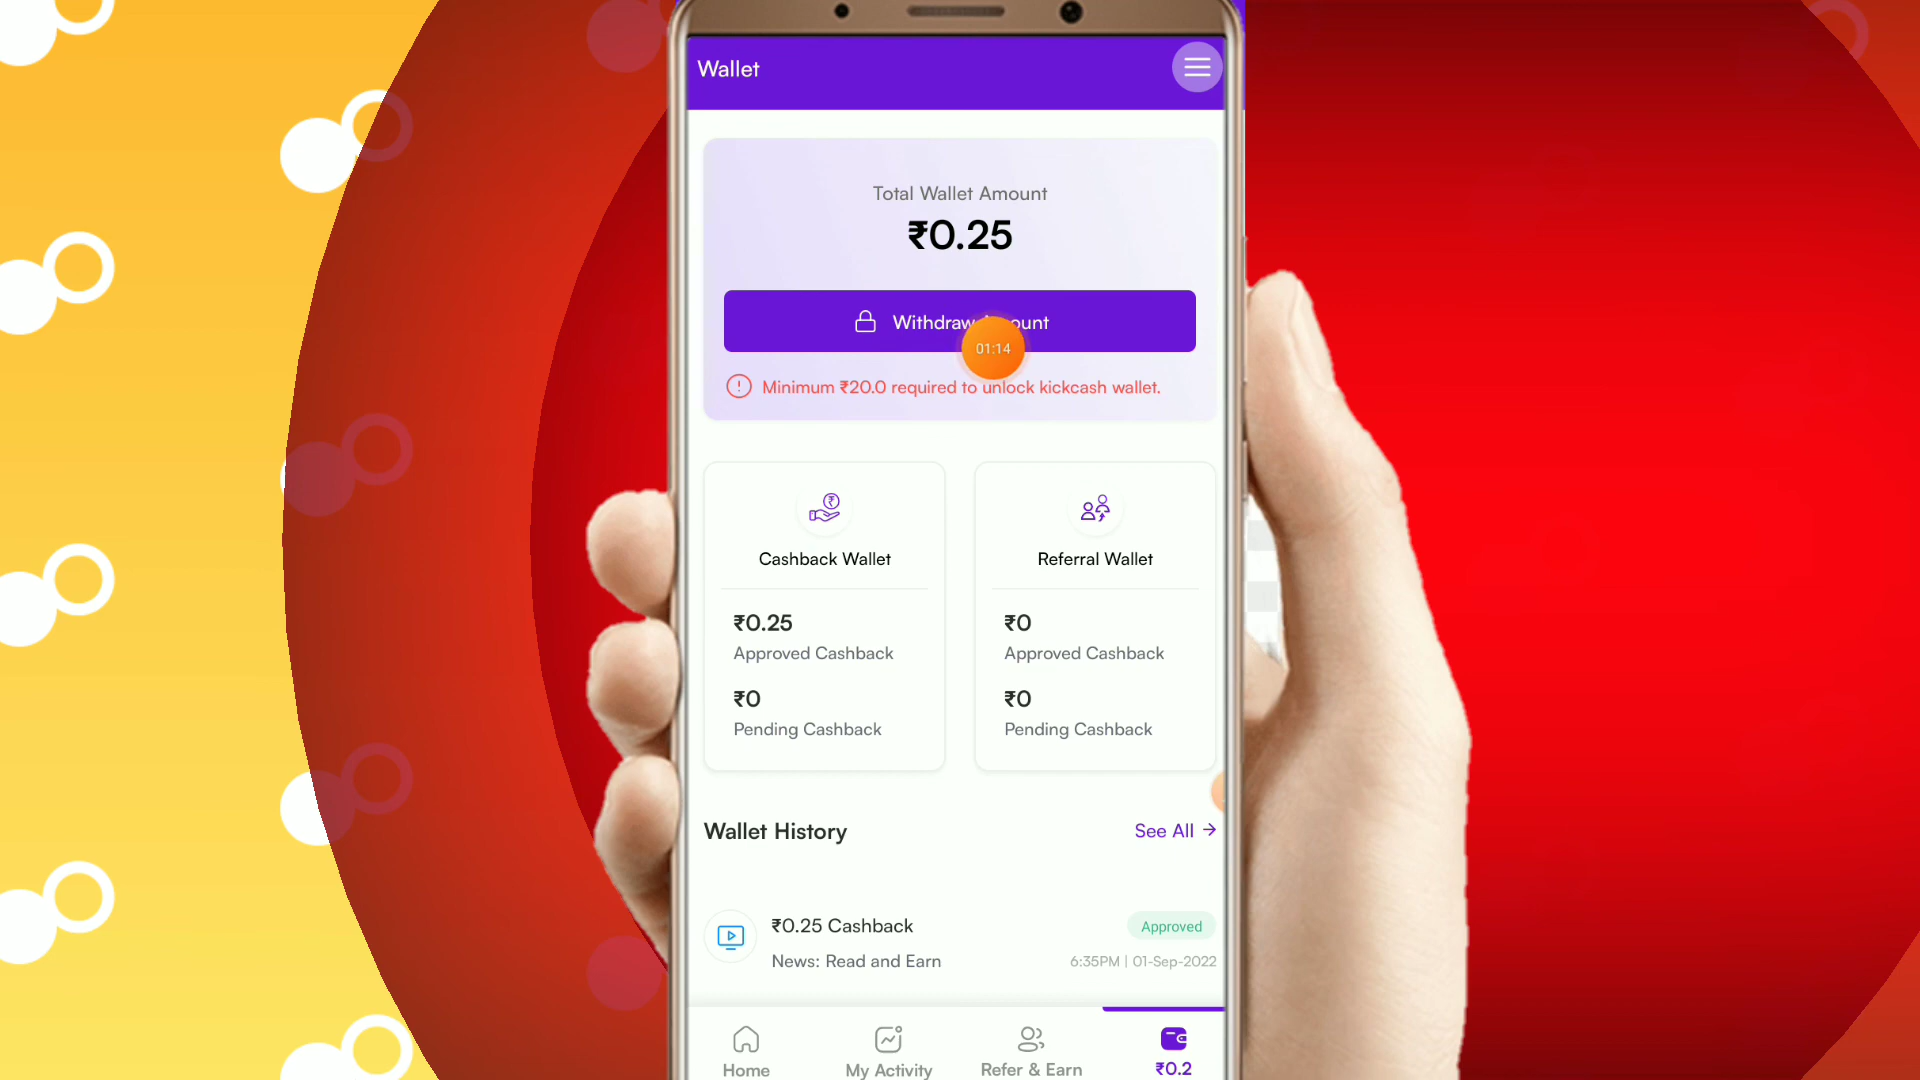 Wallet
Total Wallet Amount
₹0.25
Withdraw ount
01:14
Minimum ₹20.0 required to unlock kickcash wallet.
Cashback Wallet
₹0.25
Approved Cashback
₹0
Pending Cashback
Referral Wallet
₹0
Approved Cashback
₹0
Pending Cashback
Wallet History
See All
₹0.25 Cashback
Approved
News: Read and Earn
6:35PM | 01-Sep-2022
Home
My Activity
Refer & Earn
₹0.2